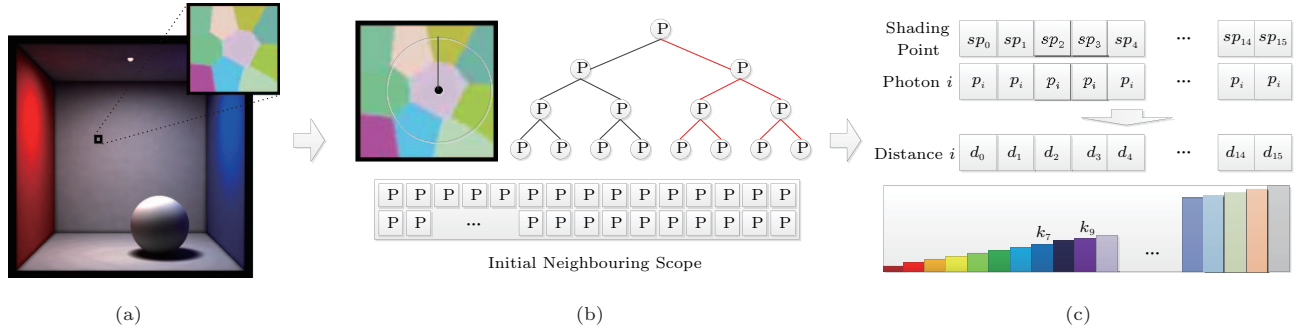 P
P P
P P P P
P P P P P P P P
P P P P P P P P P P P P P P P
P P ... P P P P P P P P P P
Initial Neighbouring Scope
Shading Point sp0 sp1 sp2 sp3 sp4 ... sp14 sp15
Photon i pi pi pi pi pi ... pi pi
Distance i d0 d1 d2 d3 d4 ... d14 d15
k7 k9 ...
(a) (b) (c)